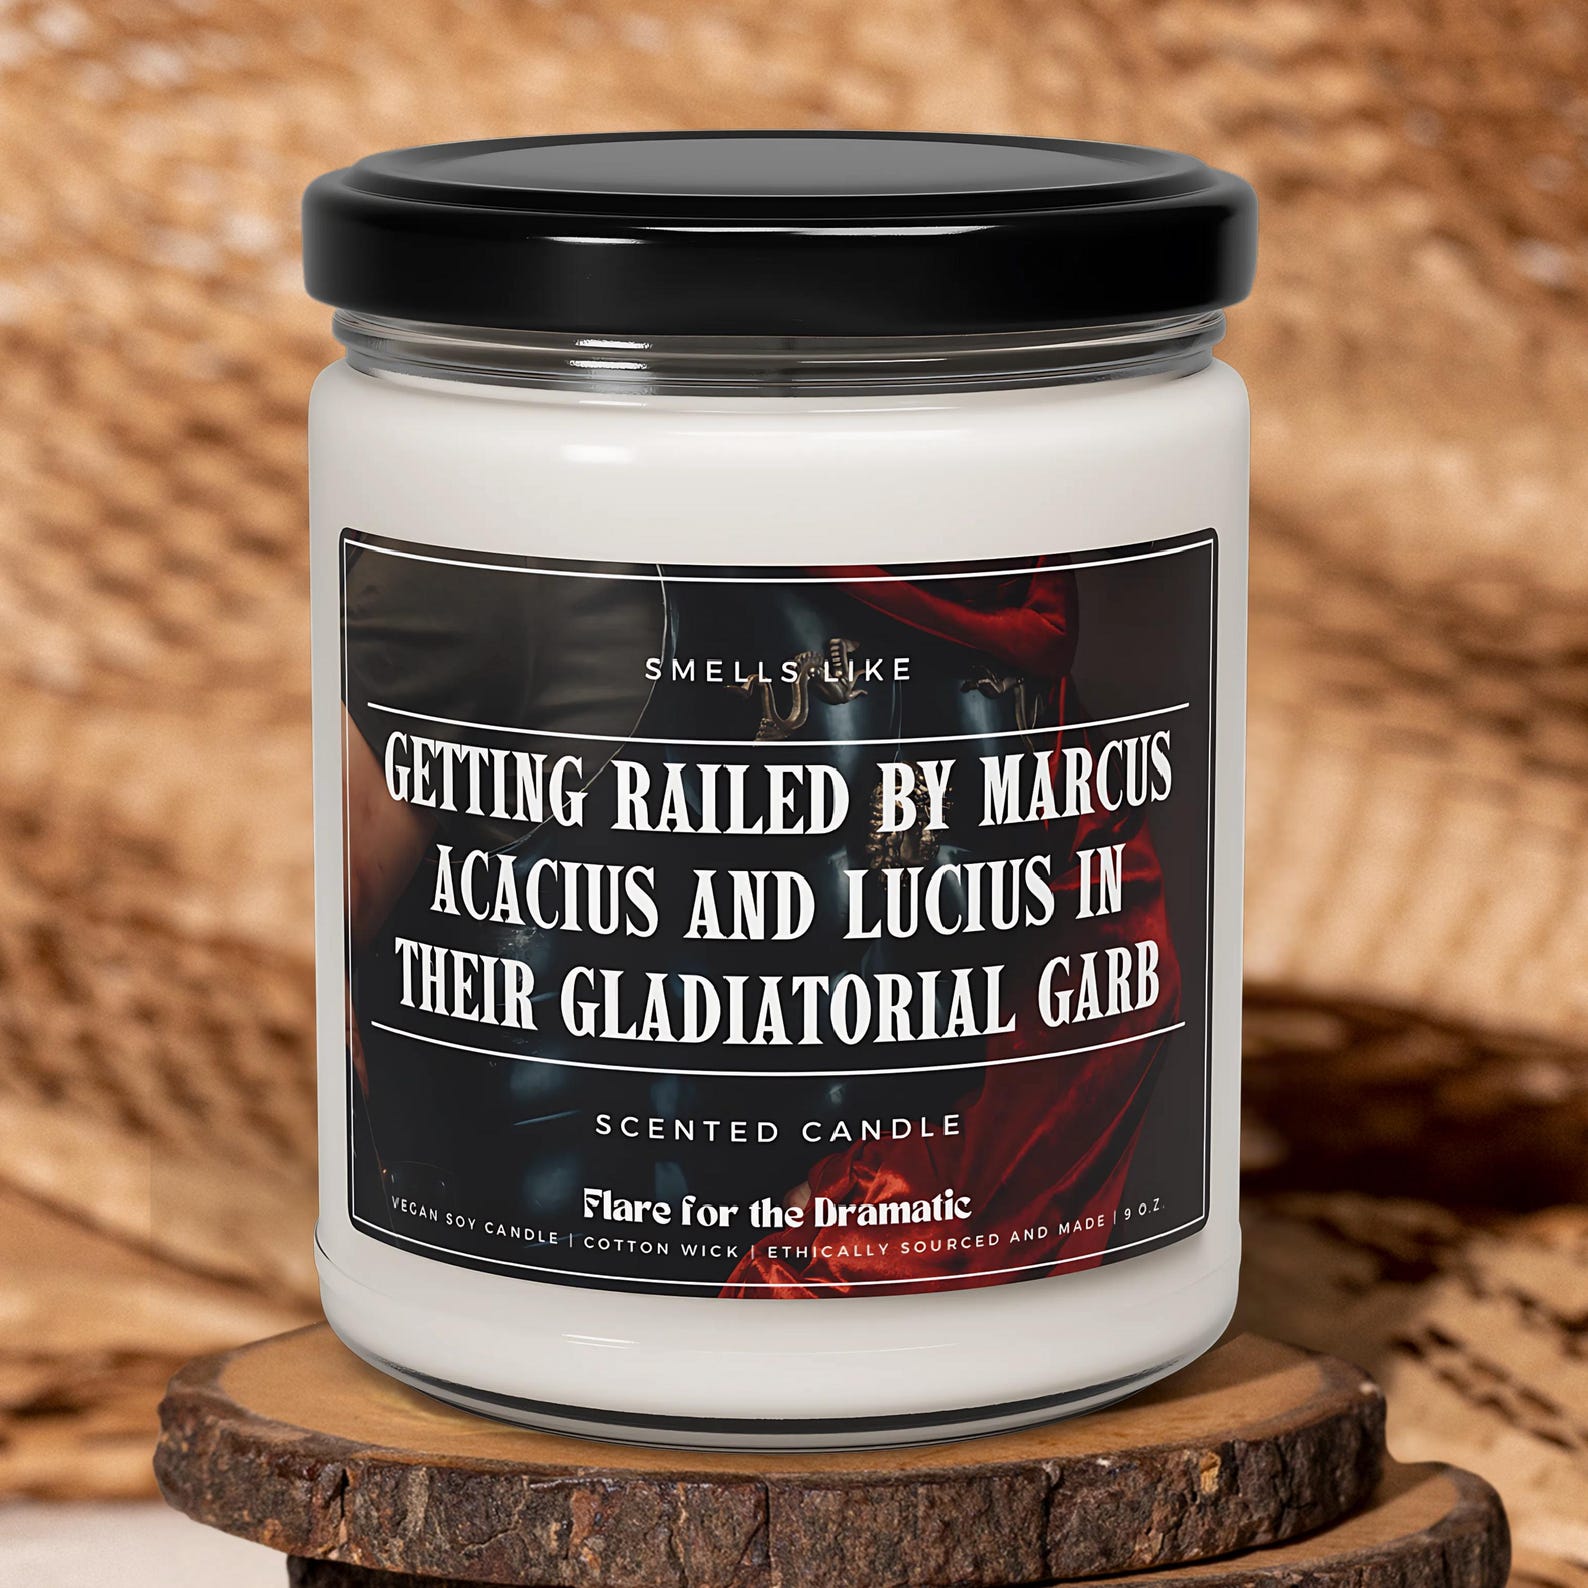 SMELLS LIKE
GETTING RAILED BY MARCUS
ACACIUS AND LUCIUS IN
THEIR GLADIATORIAL GARB
SCENTED CANDLE
Flare for the Dramatic
VEGAN SOY CANDLE | COTTON WICK | ETHICALLY SOURCED AND MADE | 9 O.Z.